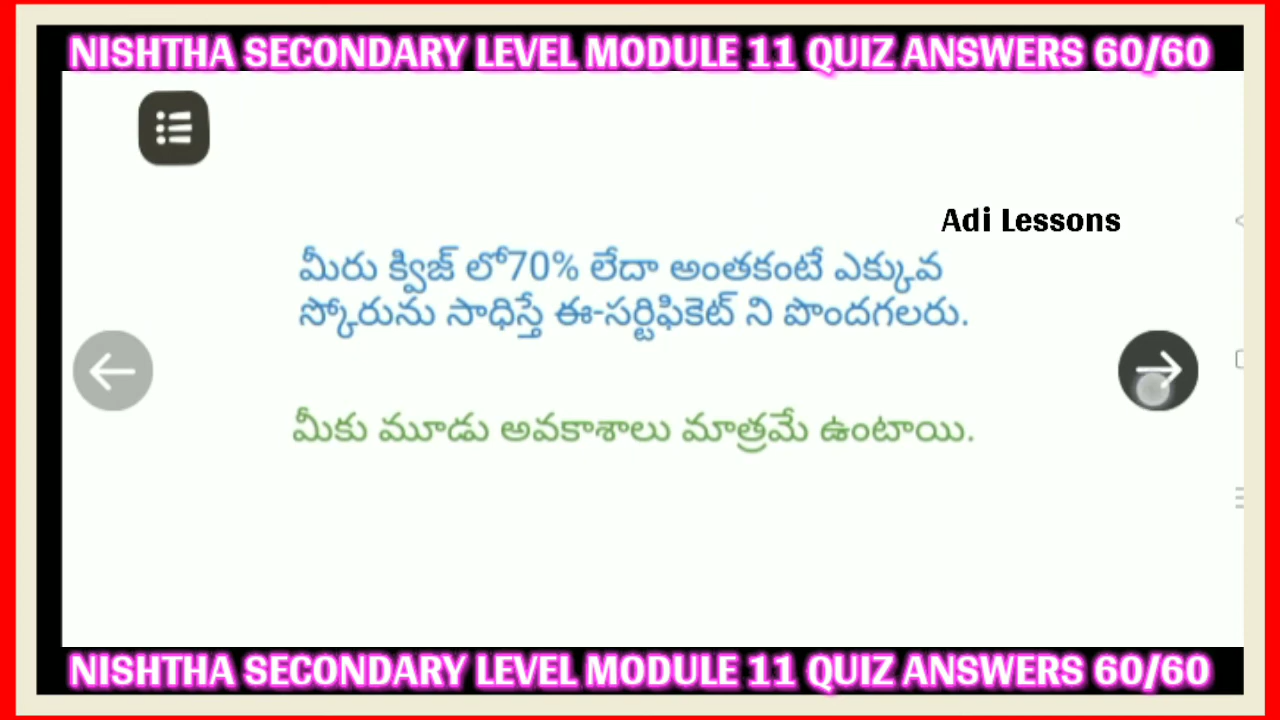 NISHTHA SECONDARY LEVEL MODULE 11 QUIZ ANSWERS 60/60
Adi Lessons
మీరు క్విజ్ లో70% లేదా అంతకంటే ఎక్కువ
స్కోరును సాధిస్తే ఈ-సర్టిఫికెట్ ని పొందగలరు.
మీకు మూడు అవకాశాలు మాత్రమే ఉంటాయి.
NISHTHA SECONDARY LEVEL MODULE 11 QUIZ ANSWERS 60/60